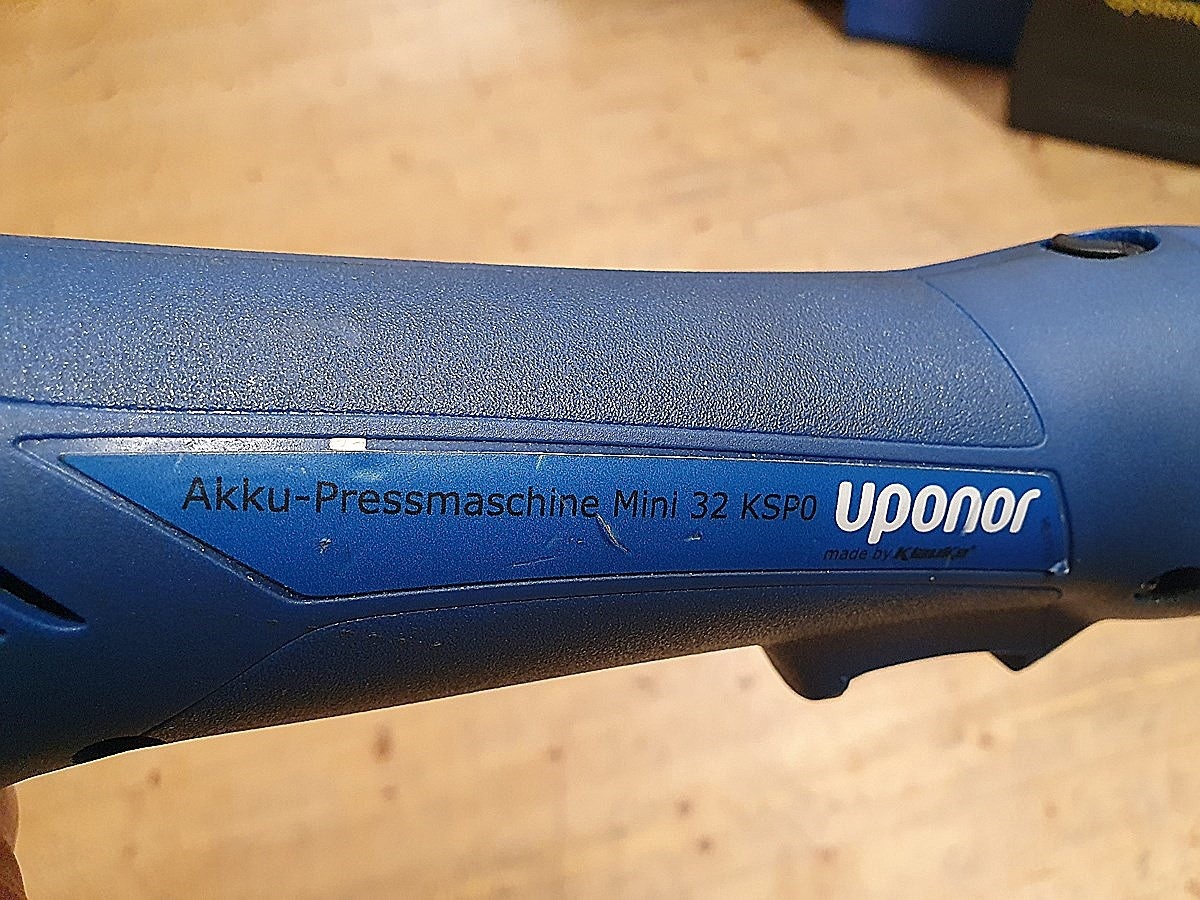 Akku-Pressmaschine Mini 32 KSP0 uponor
made by Klauke®